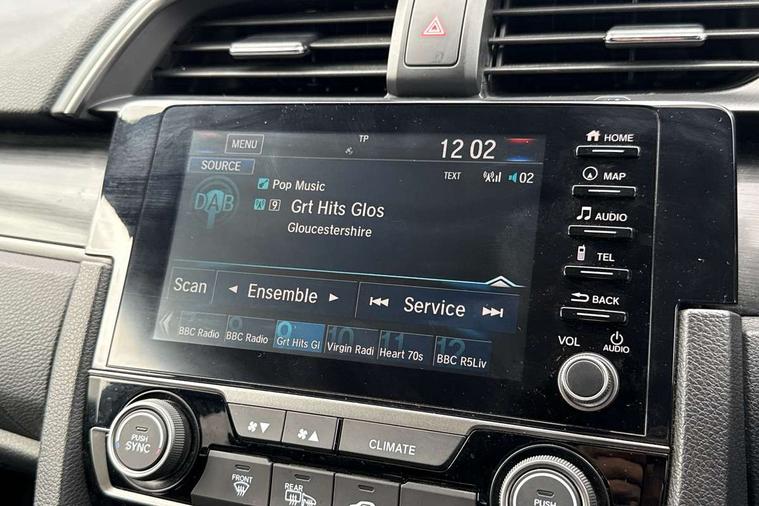 MENU
TP
12 02
SOURCE
TEXT
02
DAB
Pop Music
9
Grt Hits Glos
Gloucestershire
Scan
Ensemble
Service
BBC Radio
BBC Radio
9
Grt Hits Gl
10
Virgin Radi
11
Heart 70s
12
BBC R5Liv
HOME
MAP
AUDIO
TEL
BACK
VOL
AUDIO
PUSH
SYNC
CLIMATE
FRONT
REAR
PUSH